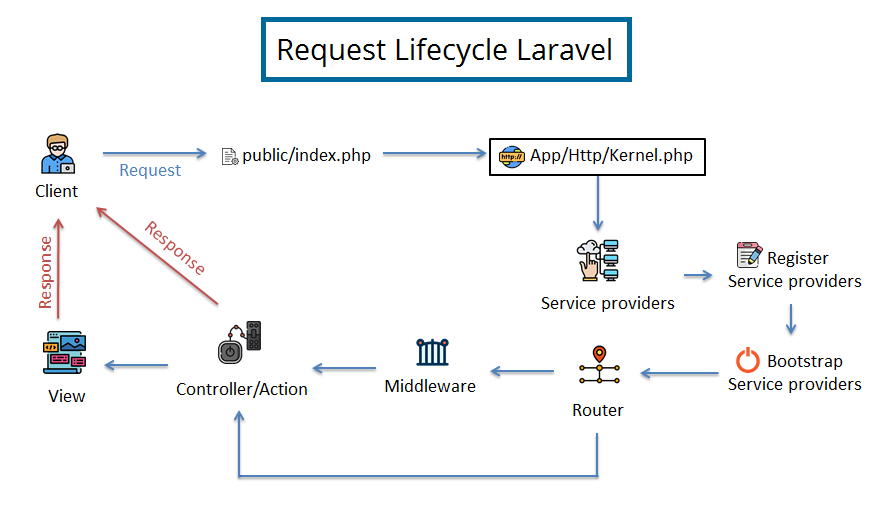 Request Lifecycle Laravel
Client
Request
public/index.php
http://
App/Http/Kernel.php
Service providers
Register
Service providers
Bootstrap
Service providers
Router
Middleware
Controller/Action
View
Response
Response